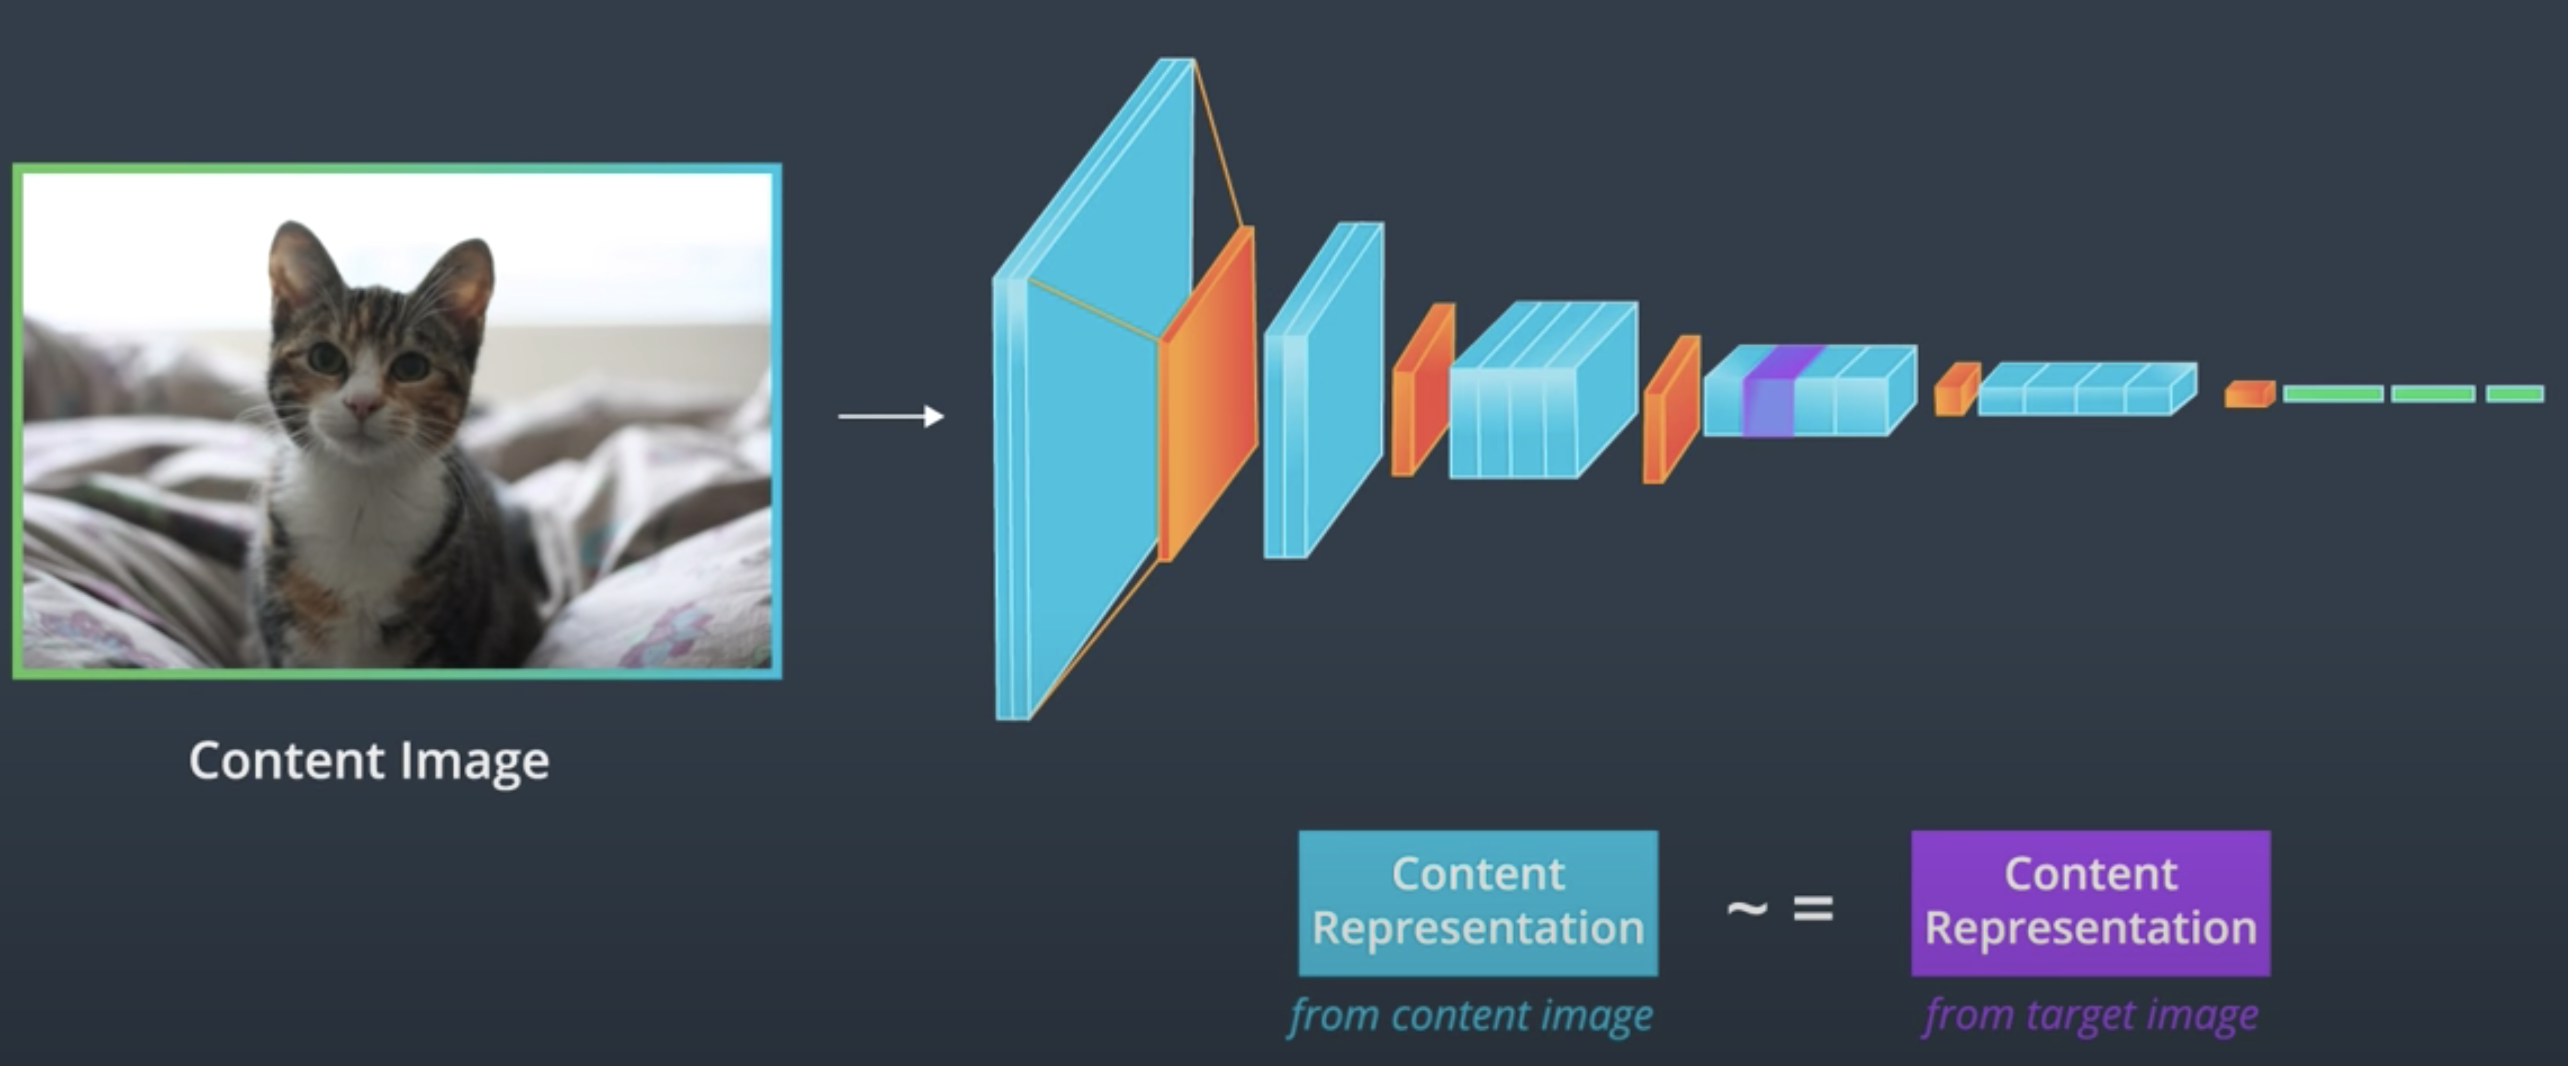 Content Image
Content
Representation
from content image
~ =
Content
Representation
from target image